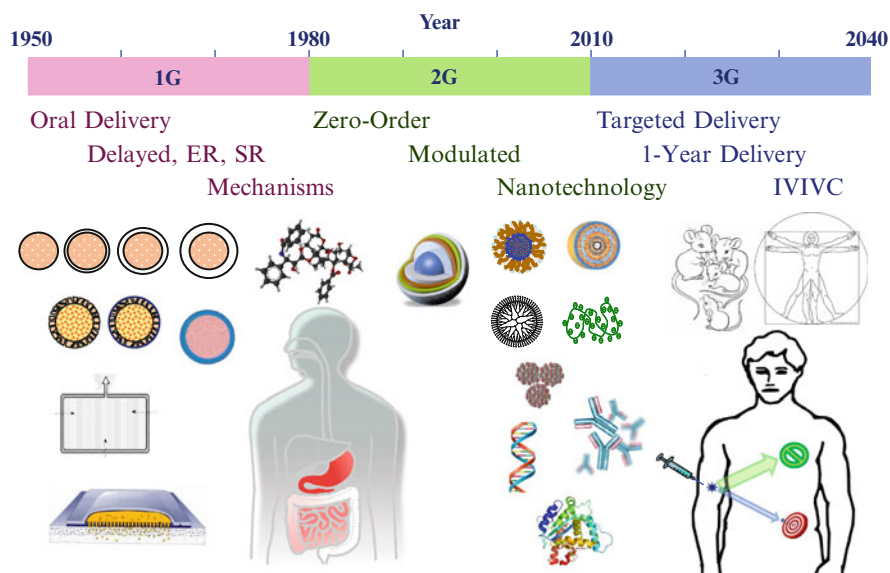 Year
1950 1980 2010 2040
1G 2G 3G
Oral Delivery Zero-Order Targeted Delivery
Delayed, ER, SR Modulated 1-Year Delivery
Mechanisms Nanotechnology IVIVC